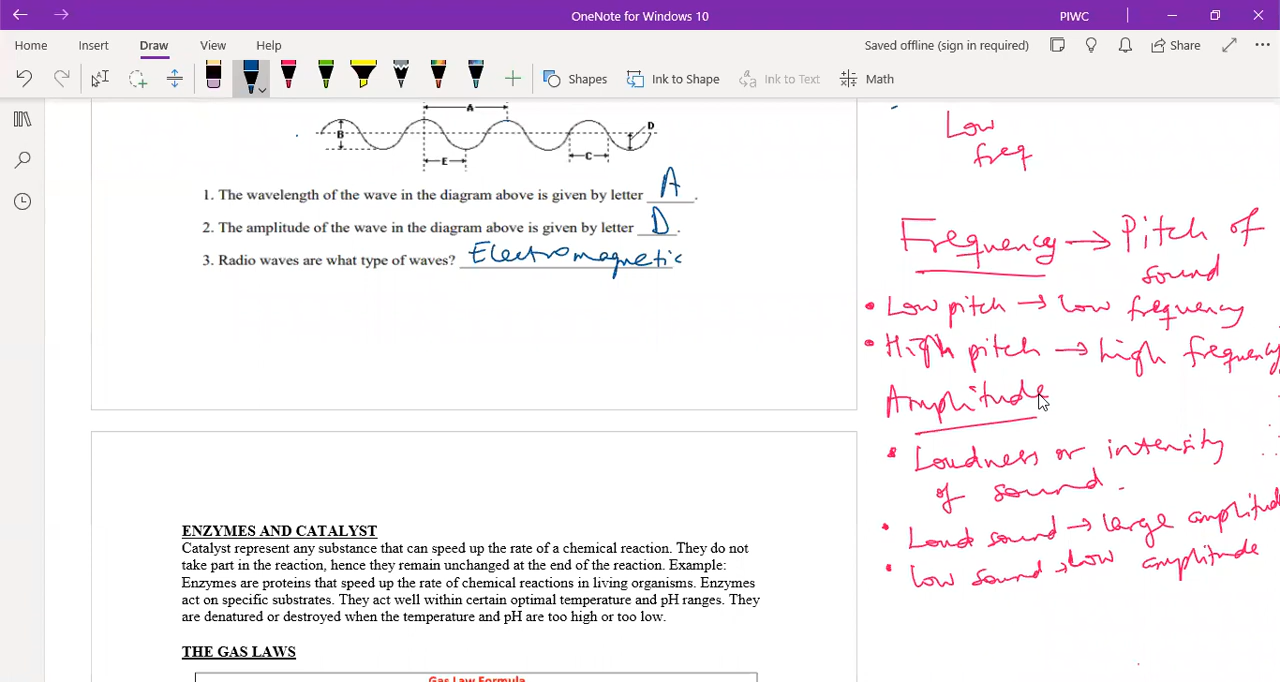 OneNote for Windows 10
PIWC
Home Insert Draw View Help
Saved offline (sign in required)
Share
Shapes
Ink to Shape
Ink to Text
Math
A
B
D
E
C
1. The wavelength of the wave in the diagram above is given by letter A.
2. The amplitude of the wave in the diagram above is given by letter D.
3. Radio waves are what type of waves? Electromagnetic
ENZYMES AND CATALYST
Catalyst represent any substance that can speed up the rate of a chemical reaction. They do not
take part in the reaction, hence they remain unchanged at the end of the reaction. Example:
Enzymes are proteins that speed up the rate of chemical reactions in living organisms. Enzymes
act on specific substrates. They act well within certain optimal temperature and pH ranges. They
are denatured or destroyed when the temperature and pH are too high or too low.
THE GAS LAWS
Gas Law Formula
Low
freq
Frequency → Pitch of
sound
• Low pitch → low frequency
• High pitch → high frequency
Amplitude
• Loudness or intensity
of sound.
• Loud sound → large amplitud
• low sound → low amplitude